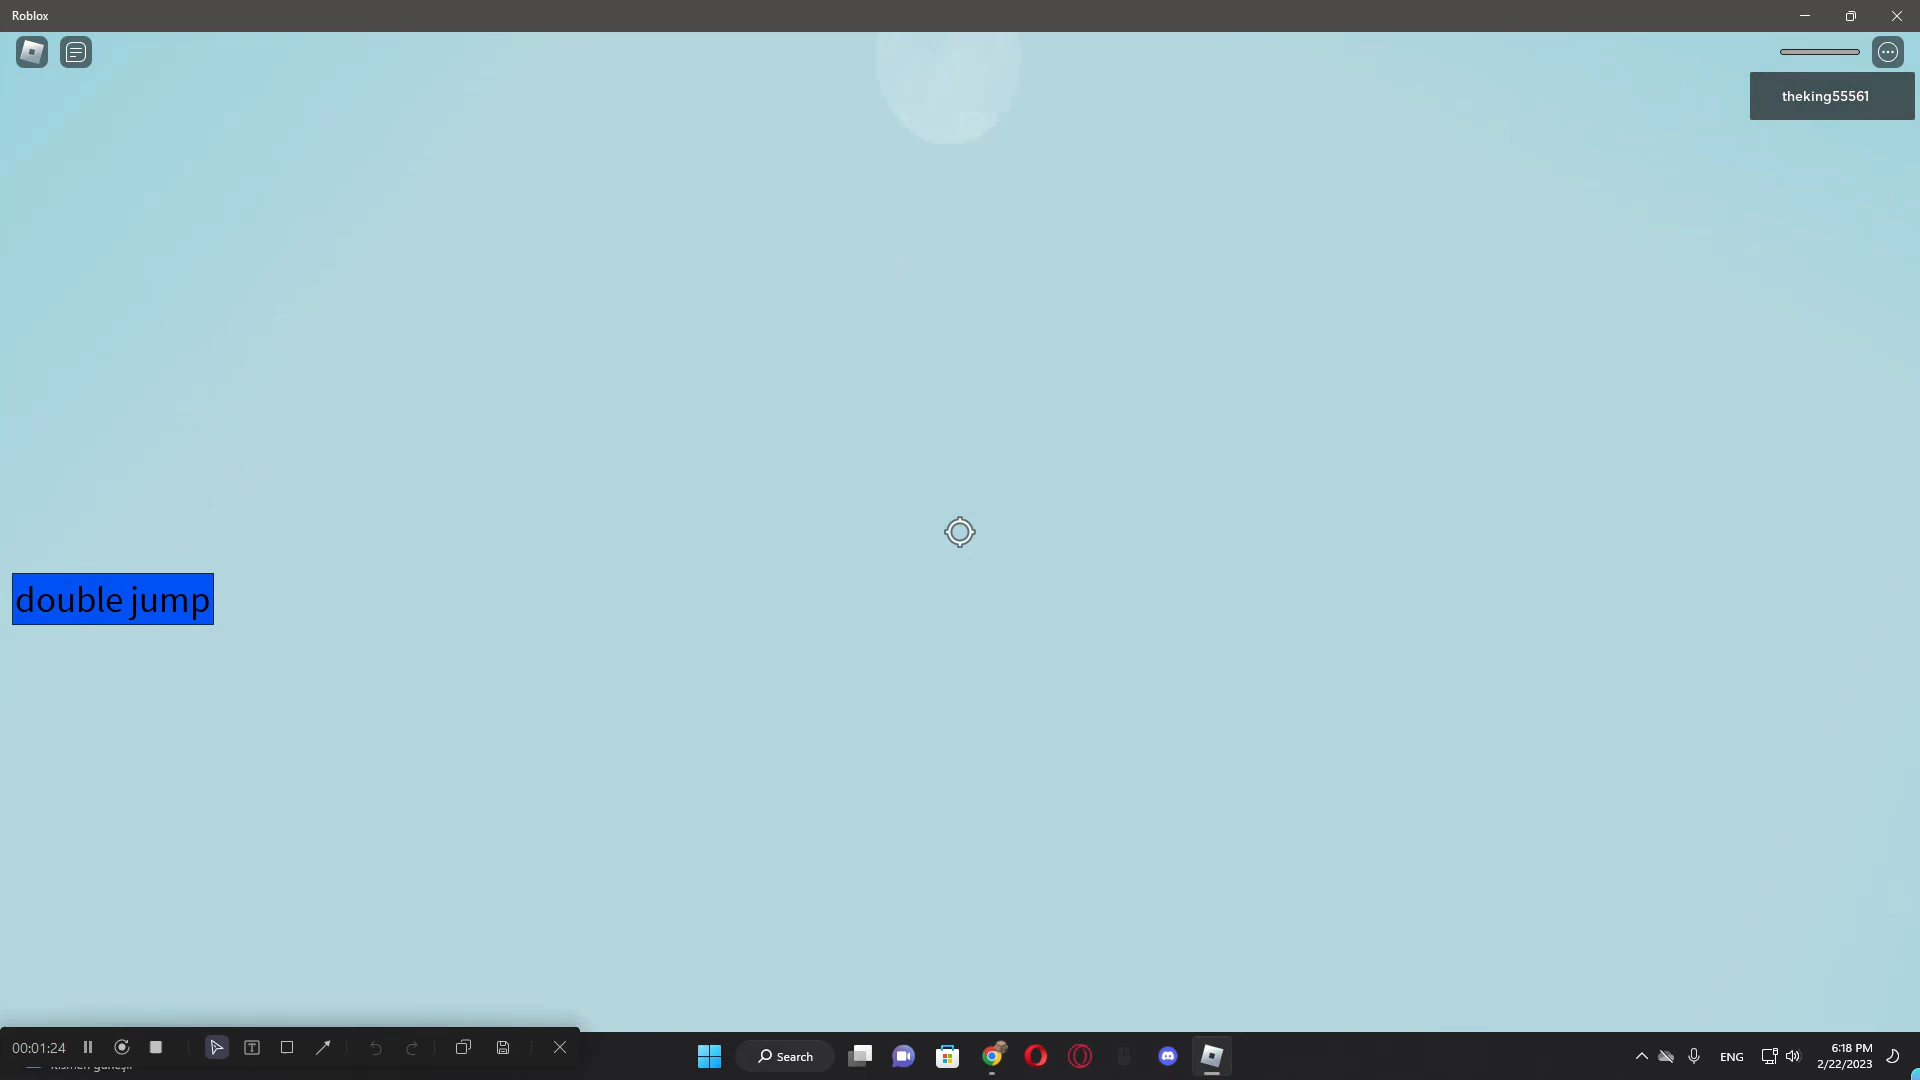 Roblox
theking55561
double jump
00:01:24
Search
ENG
6:18 PM
2/22/2023